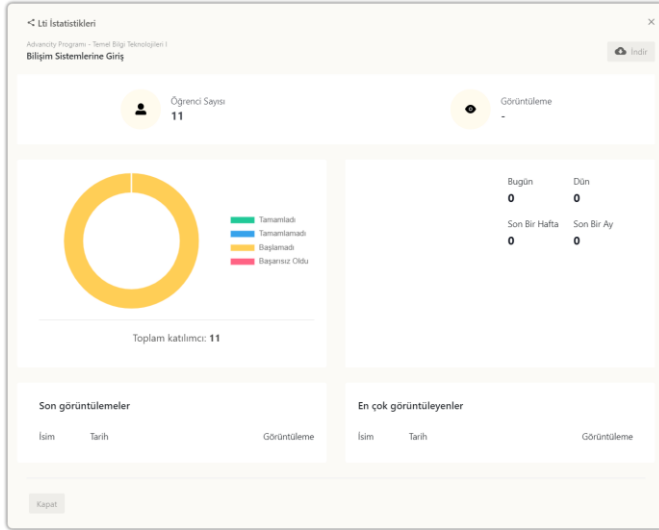 Lti İstatistikleri
Advancity Programı - Temel Bilgi Teknolojileri I
Bilişim Sistemlerine Giriş
İndir
Öğrenci Sayısı
11
Görüntüleme
-
Tamamladı
Tamamlamadı
Başlamadı
Başarısız Oldu
Toplam katılımcı: 11
Bugün Dün
0 0
Son Bir Hafta Son Bir Ay
0 0
Son görüntülemeler
İsim Tarih Görüntüleme
En çok görüntüleyenler
İsim Tarih Görüntüleme
Kapat